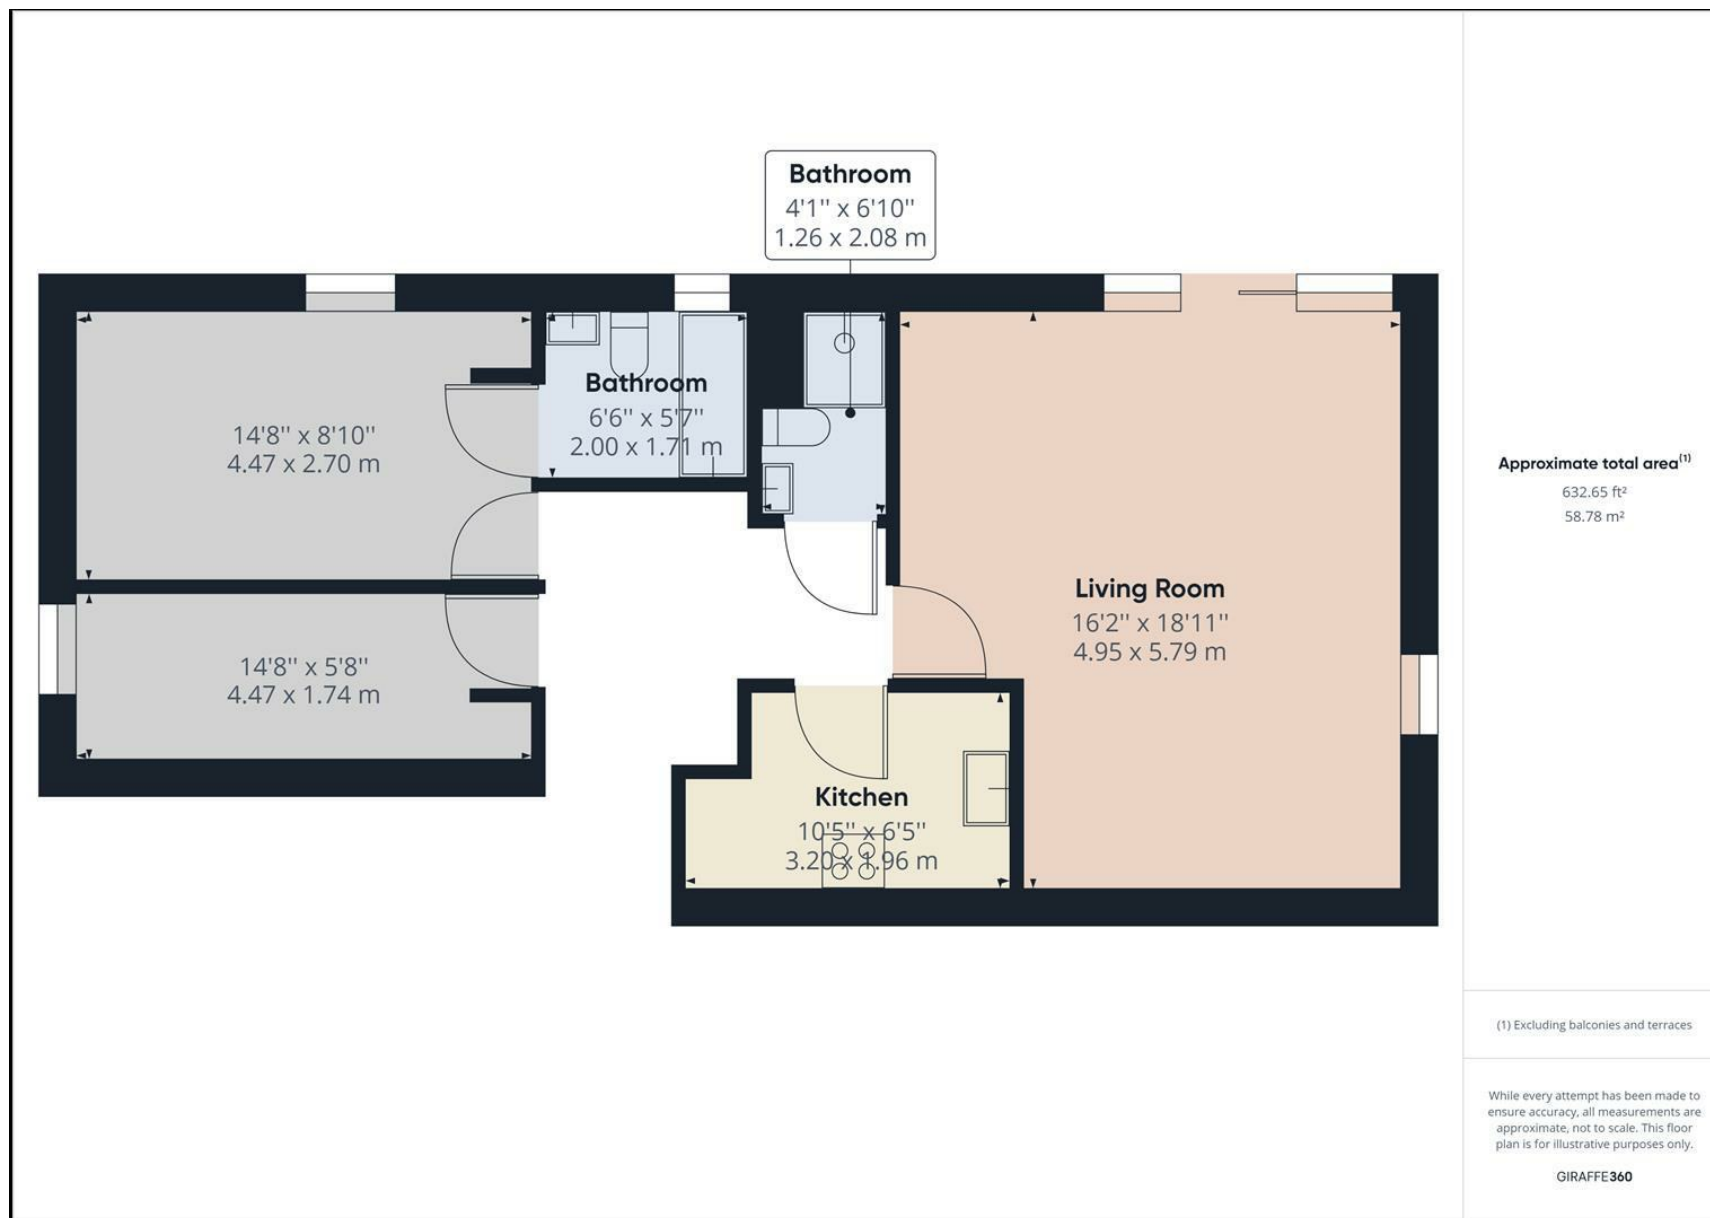 Bathroom
4'1'' x 6'10''
1.26 x 2.08 m
14'8'' x 8'10''
4.47 x 2.70 m
Bathroom
6'6'' x 5'7''
2.00 x 1.71 m
Living Room
16'2'' x 18'11''
4.95 x 5.79 m
14'8'' x 5'8''
4.47 x 1.74 m
Kitchen
10'5'' x 6'5''
3.20 x 1.96 m
Approximate total area(1)
632.65 ft²
58.78 m²
(1) Excluding balconies and terraces
While every attempt has been made to
ensure accuracy, all measurements are
approximate, not to scale. This floor
plan is for illustrative purposes only.
GIRAFFE360